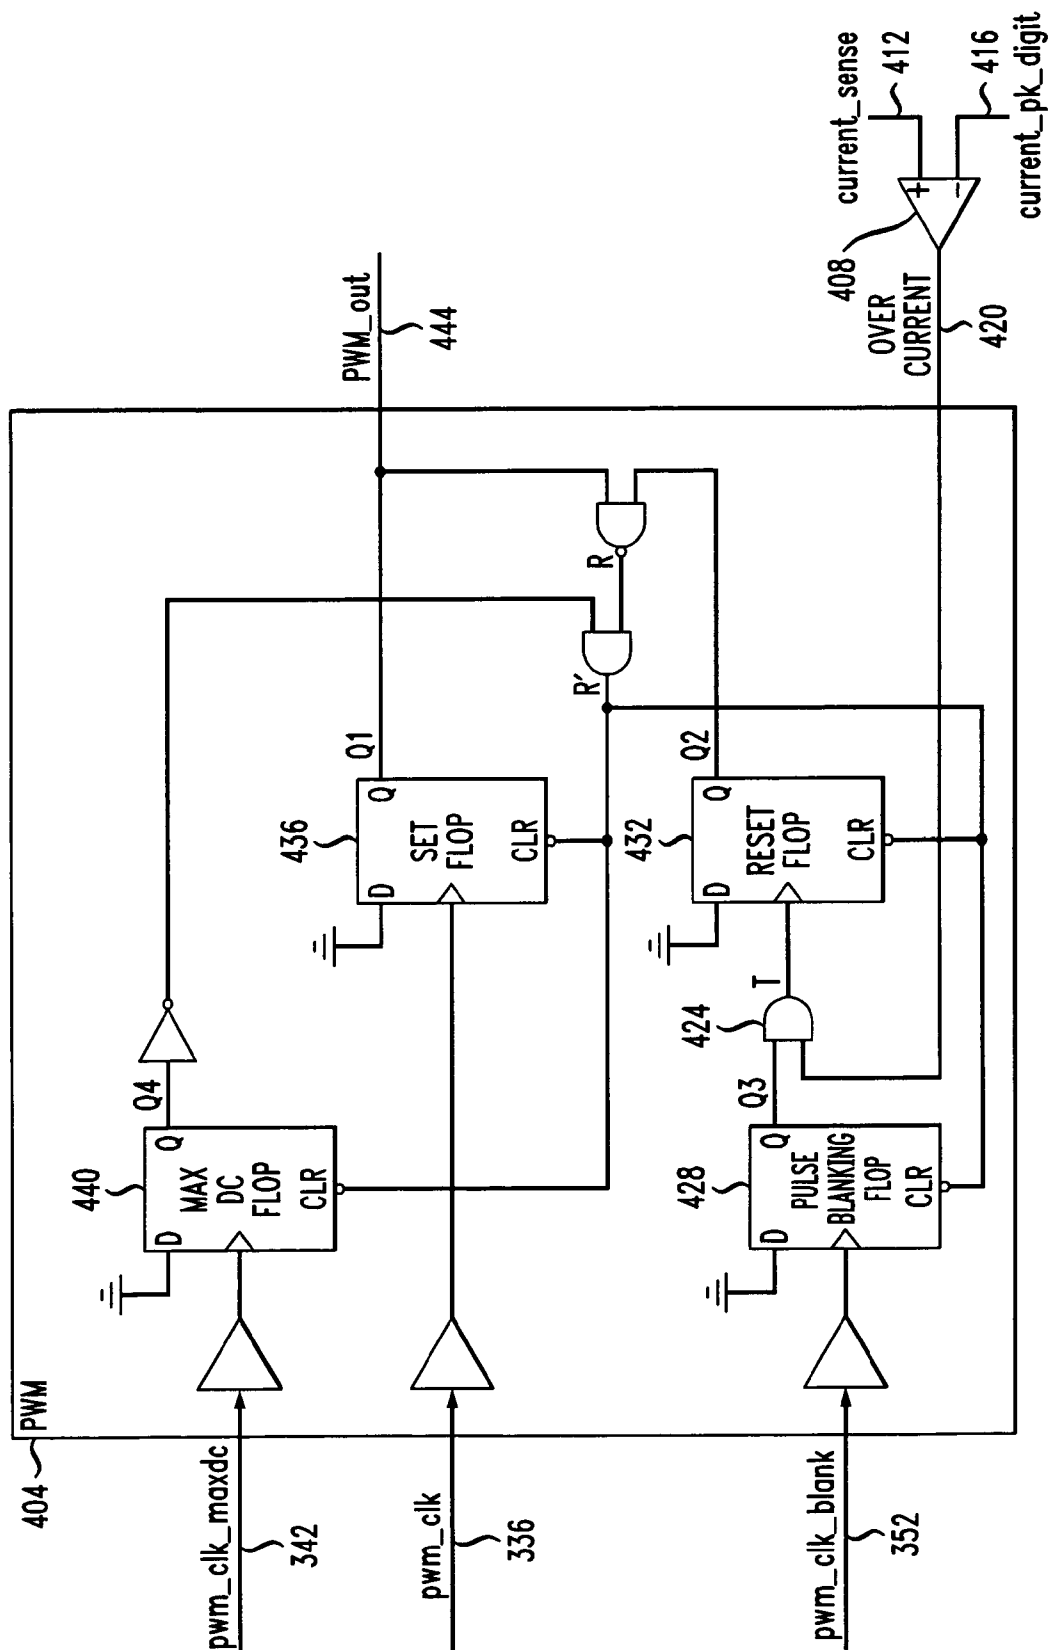 404
PWM
pwm_clk_maxdc
342
pwm_clk
336
pwm_clk_blank
352
440
D
Q
MAX
DC
FLOP
CLR
Q4
436
D
Q
SET
FLOP
CLR
Q1
PWM_out
444
428
D
Q
PULSE
BLANKING
FLOP
CLR
Q3
424
T
432
D
Q
RESET
FLOP
CLR
Q2
R'
R
OVER
CURRENT
420
408
+
−
current_sense
412
416
current_pk_digit